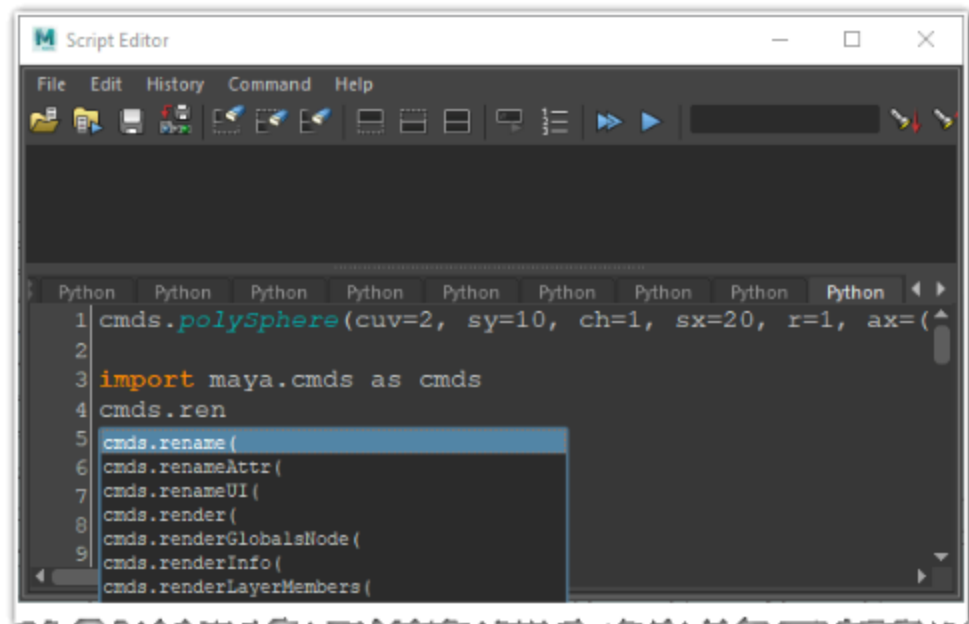 Script Editor
File Edit History Command Help
Python Python Python Python Python Python Python Python Python
1 cmds.polySphere(cuv=2, sy=10, ch=1, sx=20, r=1, ax=(
2
3 import maya.cmds as cmds
4 cmds.ren
5 cmds.rename(
6 cmds.renameAttr(
7 cmds.renameUI(
8 cmds.render(
cmds.renderGlobalsNode(
9 cmds.renderInfo(
cmds.renderLayerMembers(